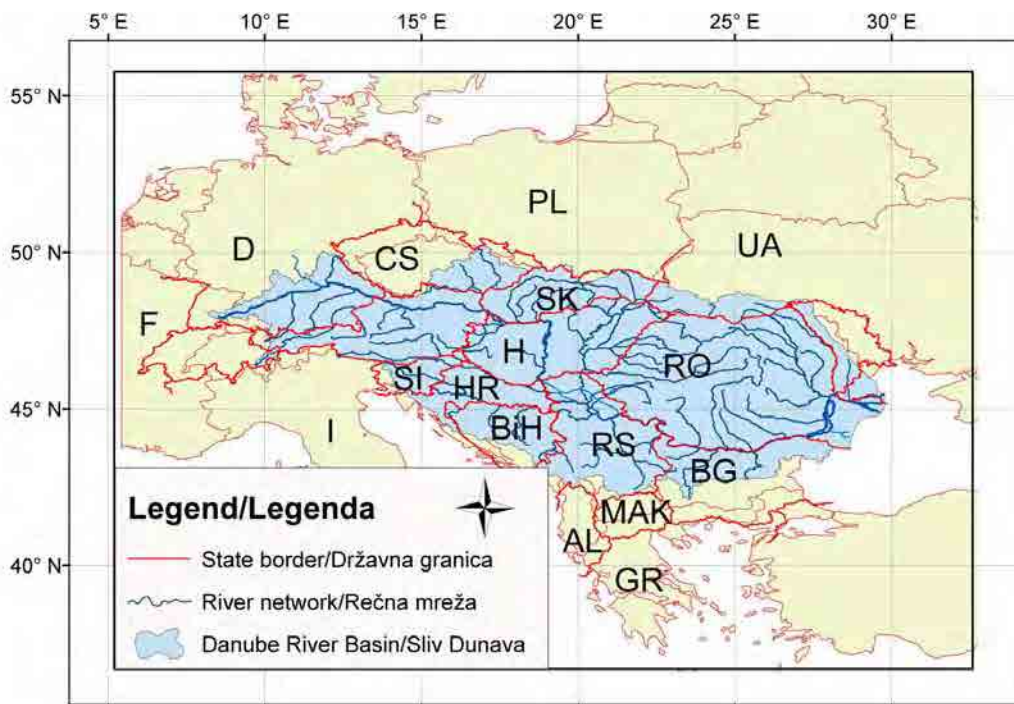 5° E 10° E 15° E 20° E 25° E 30° E
55° N
PL
D
UA
50° N
CS
SK
F
H
RO
SI
HR
45° N
BiH
I
RS
BG
Legend/Legenda
MAK
AL
State border/Državna granica
40° N
GR
River network/Rečna mreža
Danube River Basin/Sliv Dunava